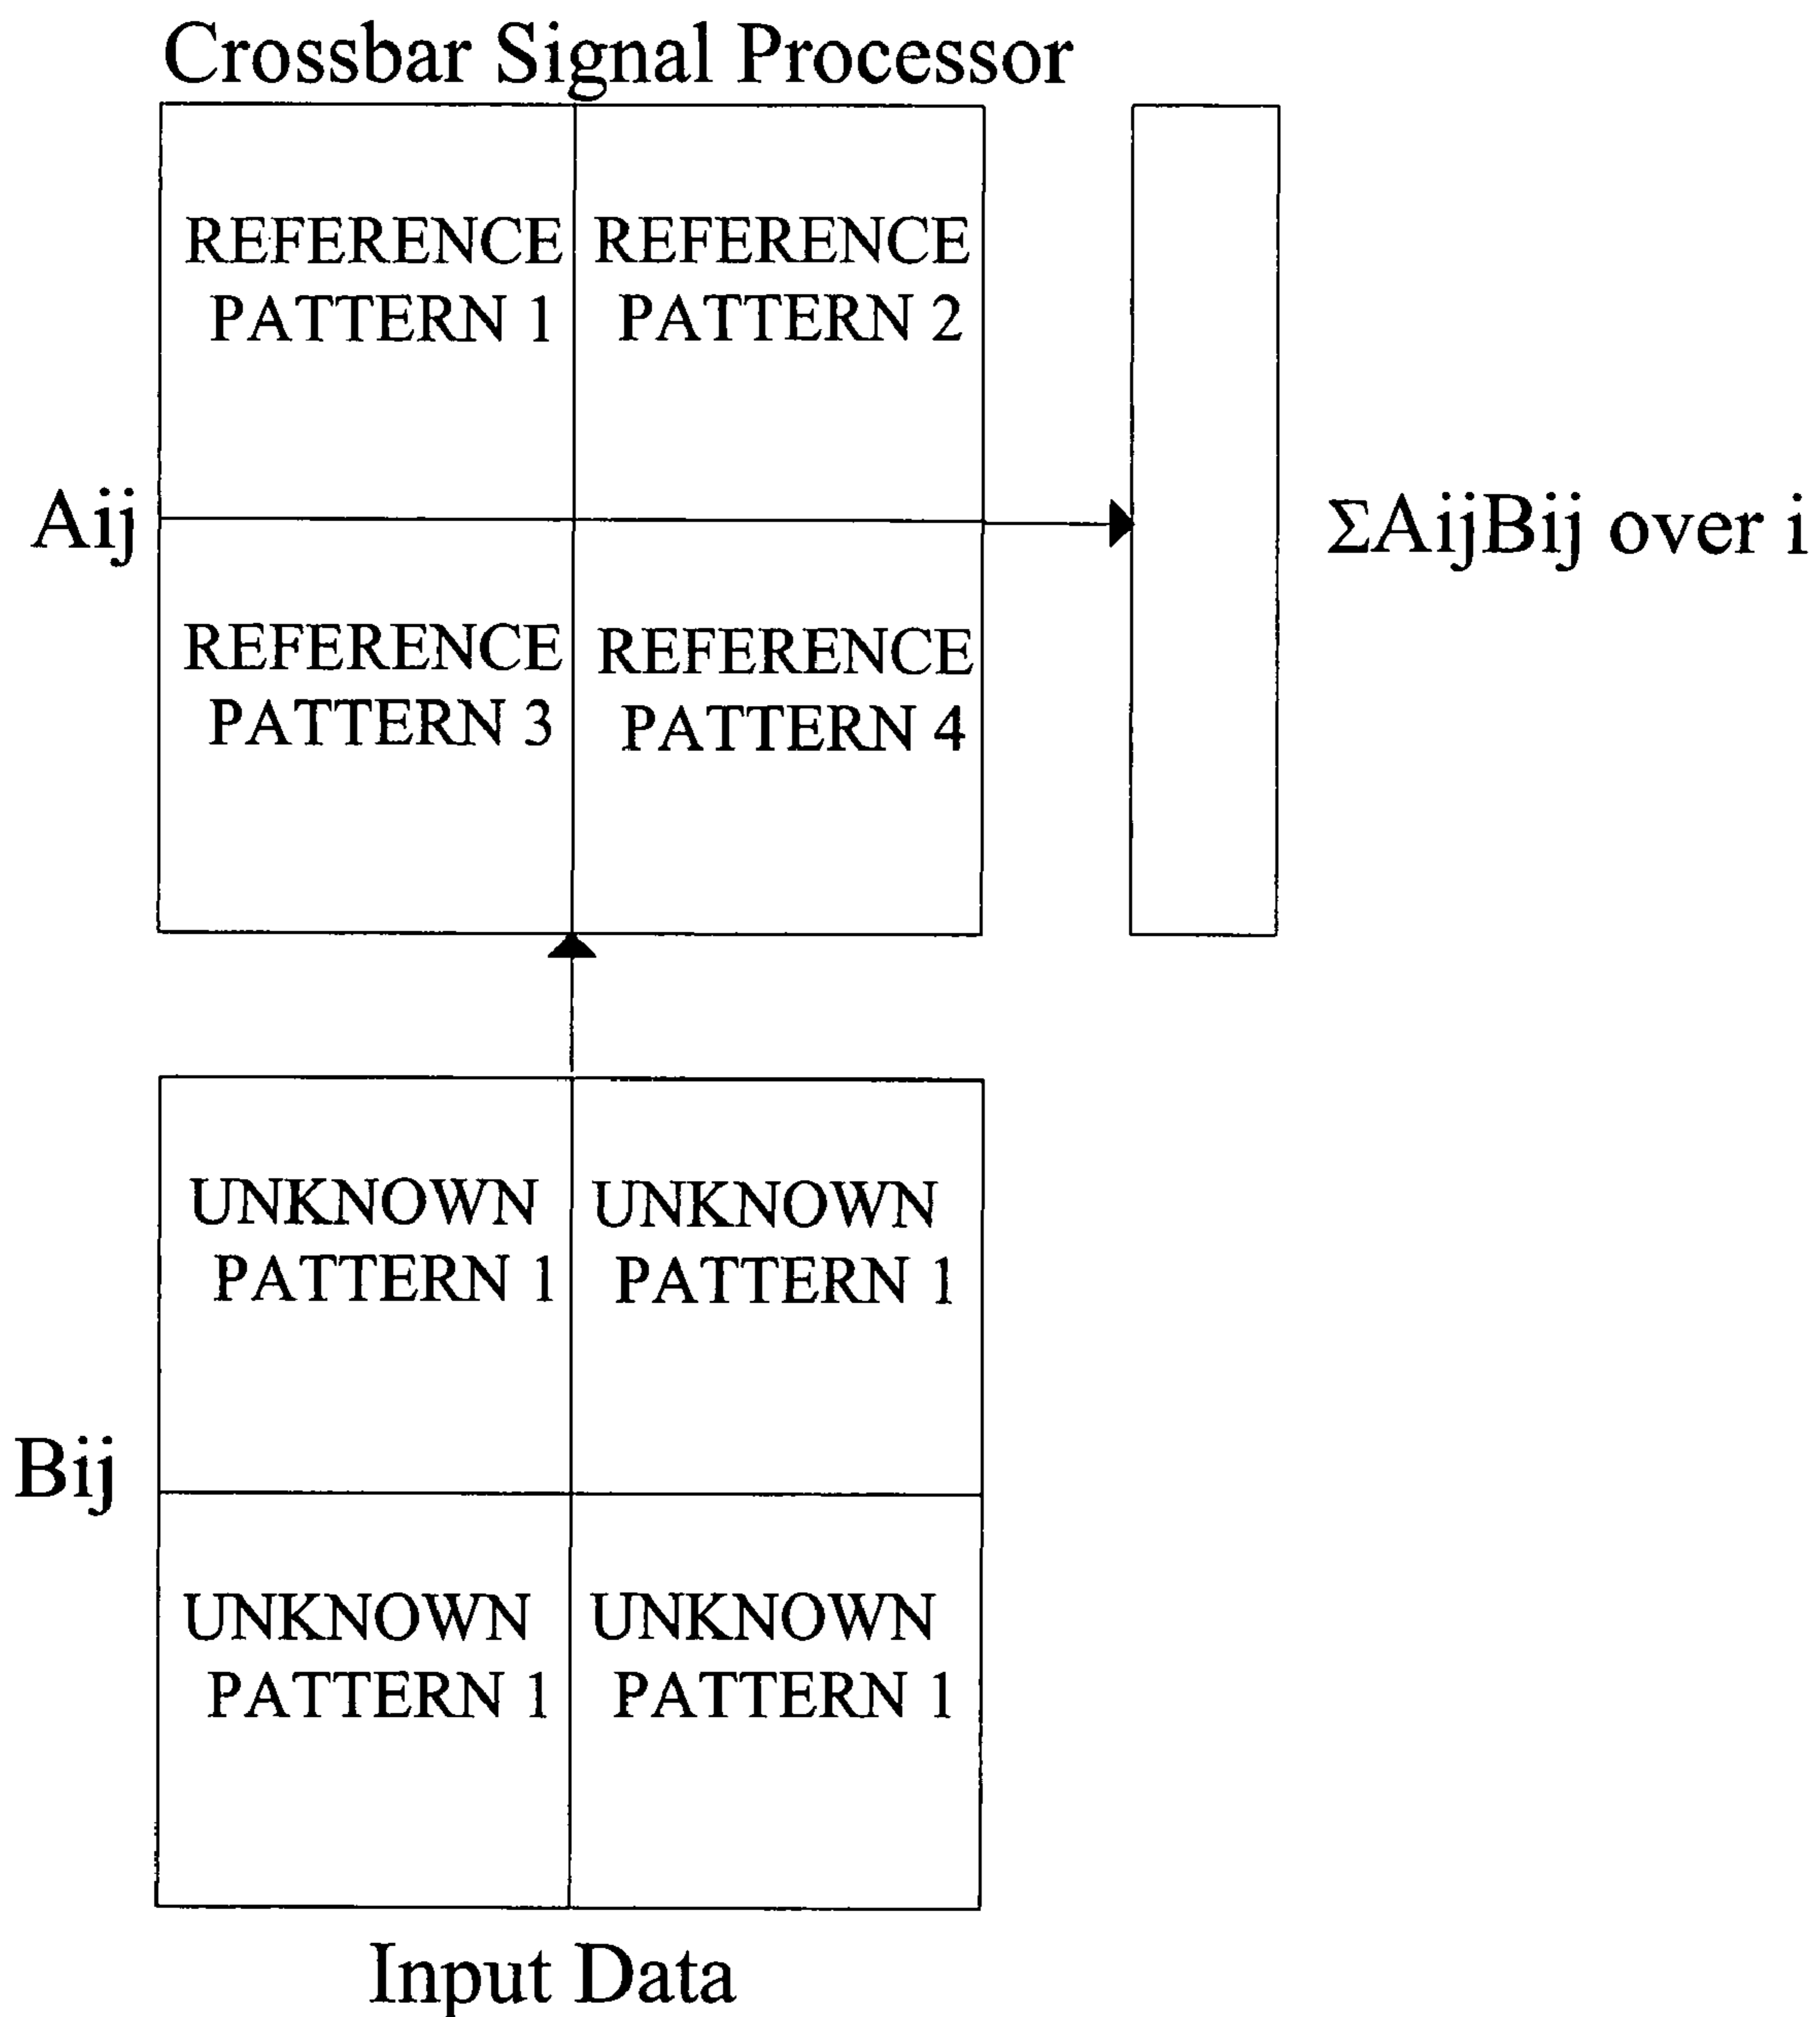 Crossbar Signal Processor
REFERENCE
PATTERN 1
REFERENCE
PATTERN 2
Aij
ΣAijBij over i
REFERENCE
PATTERN 3
REFERENCE
PATTERN 4
UNKNOWN
PATTERN 1
UNKNOWN
PATTERN 1
Bij
UNKNOWN
PATTERN 1
UNKNOWN
PATTERN 1
Input Data